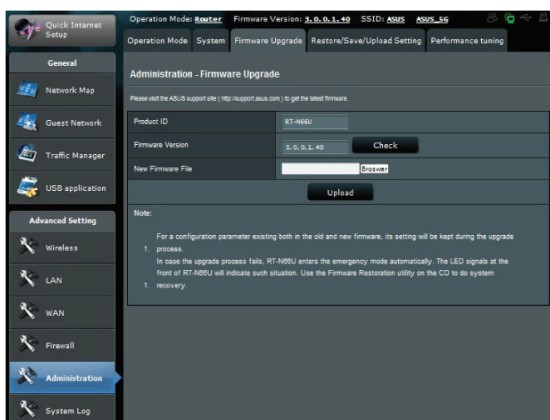 Quick Internet
Setup
General
Network Map
Guest Network
Traffic Manager
USB application
Advanced Setting
Wireless
LAN
WAN
Firewall
Administration
System Log
Operation Mode: Router Firmware Version: 3.0.0.1.40 SSID: ASUS ASUS_5G
Operation Mode System Firmware Upgrade Restore/Save/Upload Setting Performance tuning
Administration - Firmware Upgrade
Please visit the ASUS support site ( http://support.asus.com ) to get the latest firmware.
Product ID RT-N66U
Firmware Version 3.0.0.1.40 Check
New Firmware File Broswer
Upload
Note:
For a configuration parameter existing both in the old and new firmware, its setting will be kept during the upgrade
1. process.
In case the upgrade process fails, RT-N66U enters the emergency mode automatically. The LED signals at the
front of RT-N66U will indicate such situation. Use the Firmware Restoration utility on the CD to do system
1. recovery.